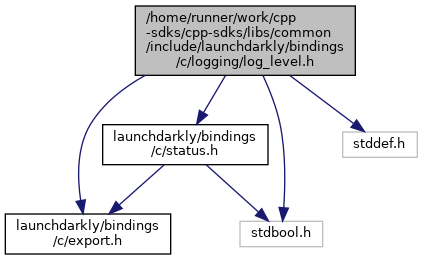 /home/runner/work/cpp
-sdks/cpp-sdks/libs/common
/include/launchdarkly/bindings
/c/logging/log_level.h
launchdarkly/bindings
/c/status.h
stddef.h
launchdarkly/bindings
/c/export.h
stdbool.h